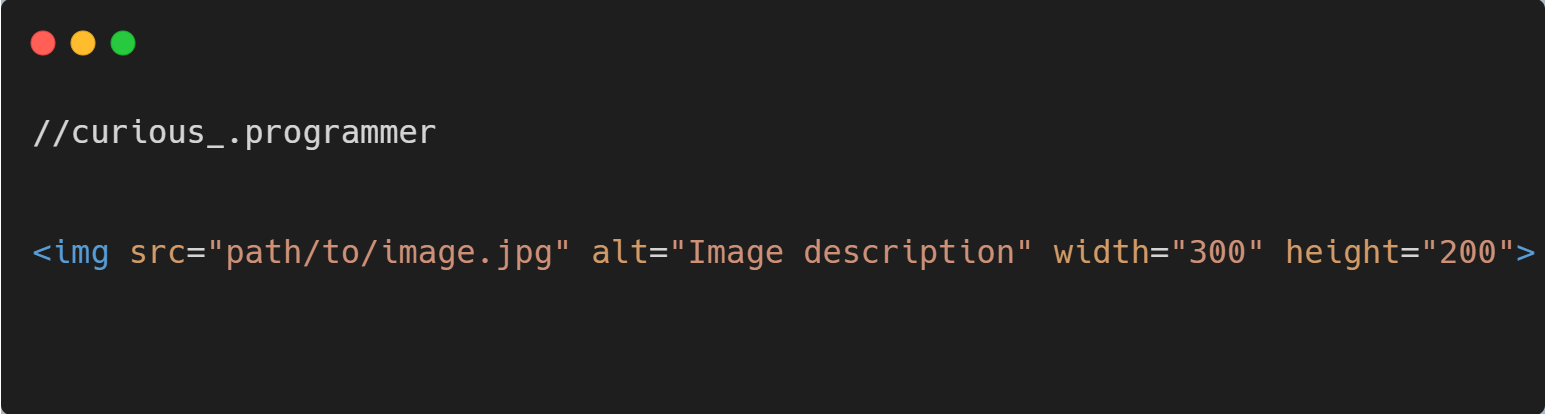 //curious_.programmer
<img src="path/to/image.jpg" alt="Image description" width="300" height="200">